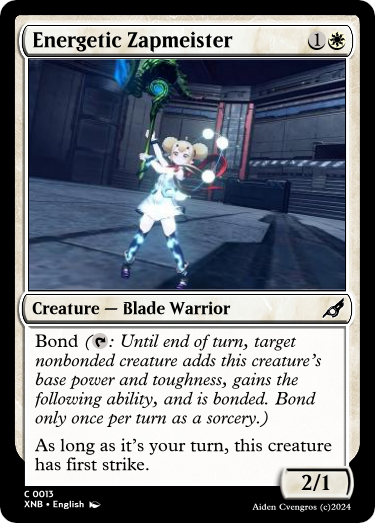 Energetic Zapmeister 1
Creature — Blade Warrior
Bond (: Until end of turn, target
nonbonded creature adds this creature's
base power and toughness, gains the
following ability, and is bonded. Bond
only once per turn as a sorcery.)
As long as it's your turn, this creature
has first strike.
2/1
C 0013
XNB • English
Aiden Cvengros (c)2024